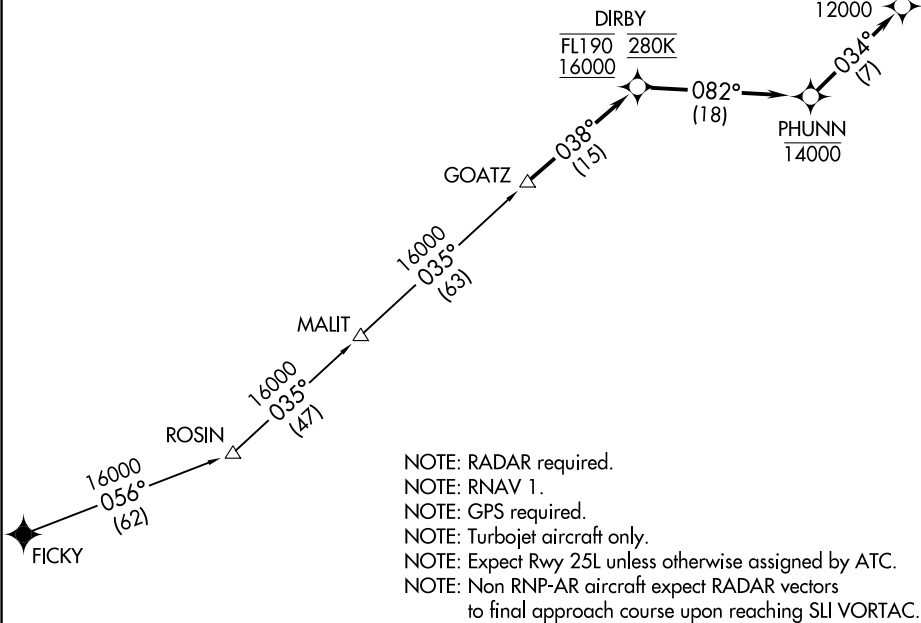 12000
DIRBY
FL190 280K
16000
034°
(7)
082°
(18)
PHUNN
14000
038°
(15)
GOATZ
16000
035°
(63)
MALIT
16000
035°
(47)
ROSIN
16000
056°
(62)
FICKY
NOTE: RADAR required.
NOTE: RNAV 1.
NOTE: GPS required.
NOTE: Turbojet aircraft only.
NOTE: Expect Rwy 25L unless otherwise assigned by ATC.
NOTE: Non RNP-AR aircraft expect RADAR vectors
to final approach course upon reaching SLI VORTAC.